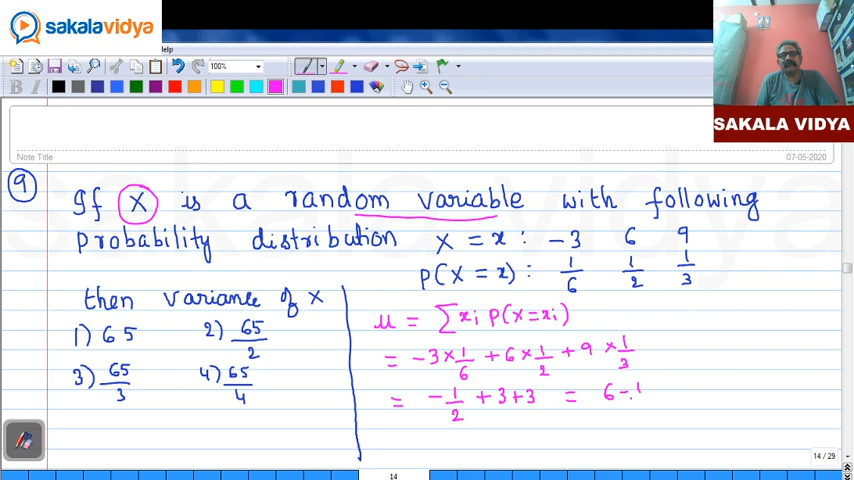 sakalavidya
Help
100%
B I
SAKALA VIDYA
Note Title
07-05-2020
9 If X is a random variable with following
probability distribution X = x : -3 6 9
P(X = x) : 1/6 1/2 1/3
then variance of X
1) 65 2) 65/2
3) 65/3 4) 65/4
μ = ∑ xi P(X=xi)
= -3 × 1/6 + 6 × 1/2 + 9 × 1/3
= -1/2 + 3 + 3 = 6 -
14 / 29
14